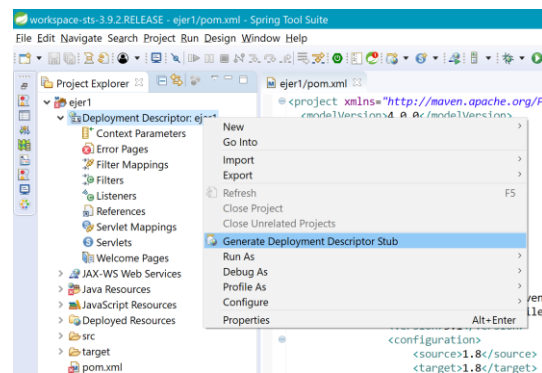 workspace-sts-3.9.2.RELEASE - ejer1/pom.xml - Spring Tool Suite
File Edit Navigate Search Project Run Design Window Help
Project Explorer
ejer1/pom.xml
ejer1
Deployment Descriptor: ejer1
Context Parameters
Error Pages
Filter Mappings
Filters
Listeners
References
Servlet Mappings
Servlets
Welcome Pages
JAX-WS Web Services
Java Resources
JavaScript Resources
Deployed Resources
src
target
pom.xml
<project xmlns="http://maven.apache.org/P
<modelVersion>4.0.0</modelVersion>
New
Go Into
Import
Export
Refresh F5
Close Project
Close Unrelated Projects
Generate Deployment Descriptor Stub
Run As
Debug As
Profile As
Configure
Properties Alt+Enter
<configuration>
<source>1.8</source>
<target>1.8</target>